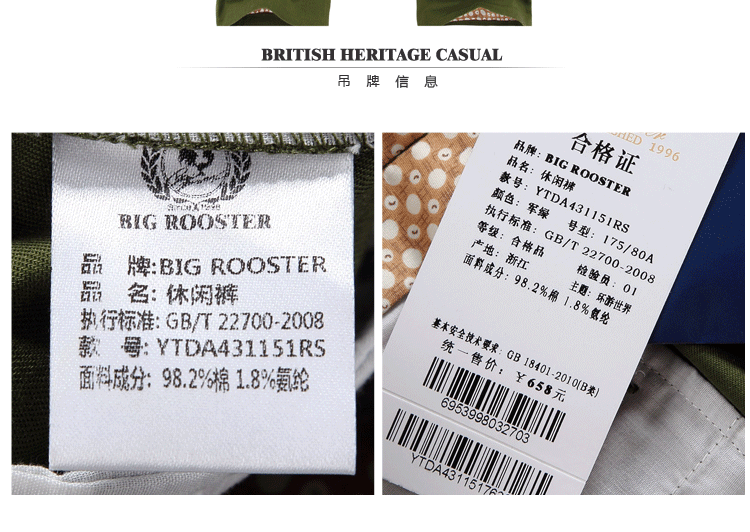 BRITISH HERITAGE CASUAL
吊牌信息
Since 1996
BIG ROOSTER
品 牌:BIG ROOSTER
品 名:休闲裤
执行标准:GB/T 22700-2008
款 号:YTDA431151RS
面料成分: 98.2%棉 1.8%氨纶
1996
合格证
品牌: BIG ROOSTER
品名: 休闲裤
款号: YTDA431151RS
颜色: 军绿 号型: 175/80A
执行标准: GB/T 22700-2008
等级: 合格品 检验员: 01
产地: 浙江 主题: 环游世界
面料成分: 98.2%棉 1.8%氨纶
基本安全技术要求: GB 18401-2010(B类)
统一售价: ¥658元
6953998032703